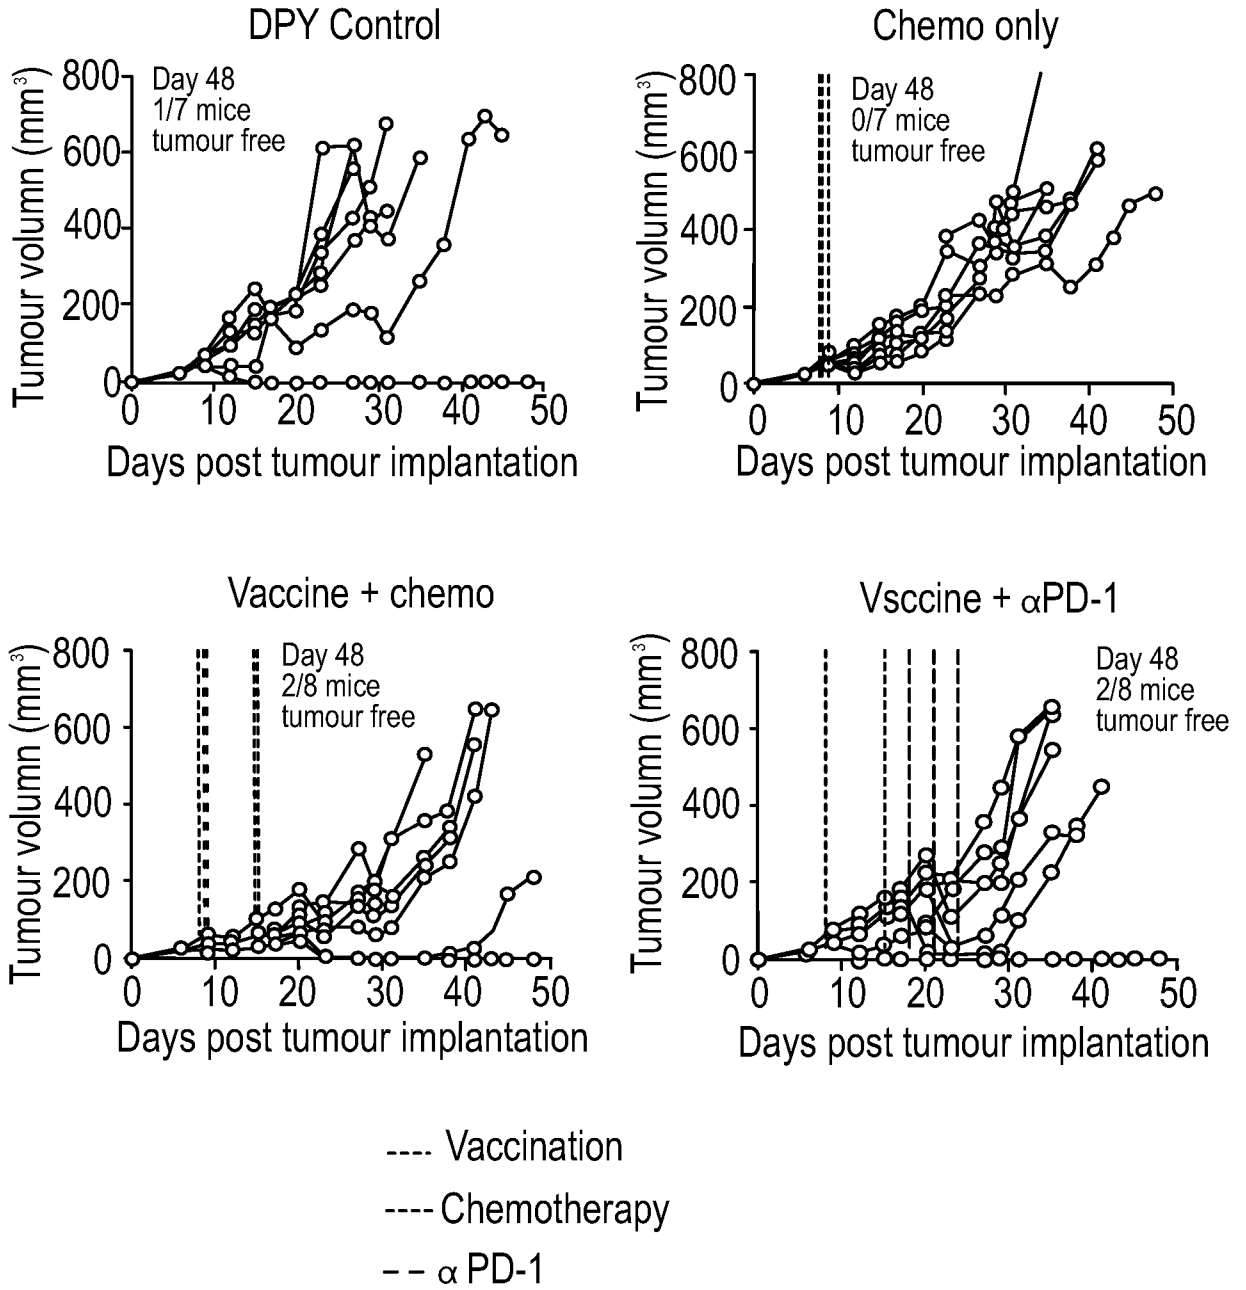 DPY Control
Tumour volumn (mm³)
800
600
400
200
0
Day 48
1/7 mice
tumour free
0 10 20 30 40 50
Days post tumour implantation
Chemo only
Tumour volumn (mm³)
800
600
400
200
0
Day 48
0/7 mice
tumour free
0 10 20 30 40 50
Days post tumour implantation
Vaccine + chemo
Tumour volumn (mm³)
800
600
400
200
0
Day 48
2/8 mice
tumour free
0 10 20 30 40 50
Days post tumour implantation
Vsccine + αPD-1
Tumour volumn (mm³)
800
600
400
200
0
Day 48
2/8 mice
tumour free
0 10 20 30 40 50
Days post tumour implantation
Vaccination
Chemotherapy
α PD-1